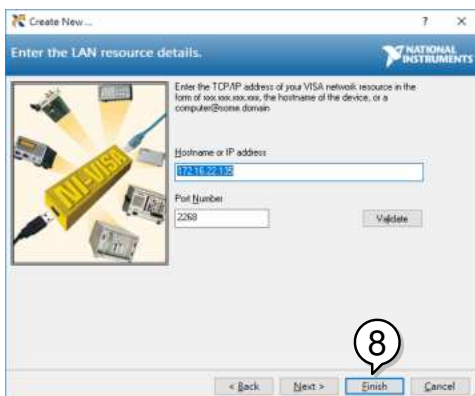 Create New ...
? ×
Enter the LAN resource details.
NATIONAL
INSTRUMENTS
Enter the TCP/IP address of your VISA network resource in the
form of xxx.xxx.xxx.xxx, the hostname of the device, or a
computer@some.domain
NI-VISA
Hostname or IP address
172.16.22.135
Port Number
2268
Validate
8
< Back
Next >
Finish
Cancel